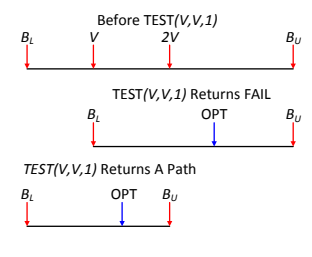 Before TEST(V,V,1)
B_L V 2V B_U
TEST(V,V,1) Returns FAIL
B_L OPT B_U
TEST(V,V,1) Returns A Path
B_L OPT B_U